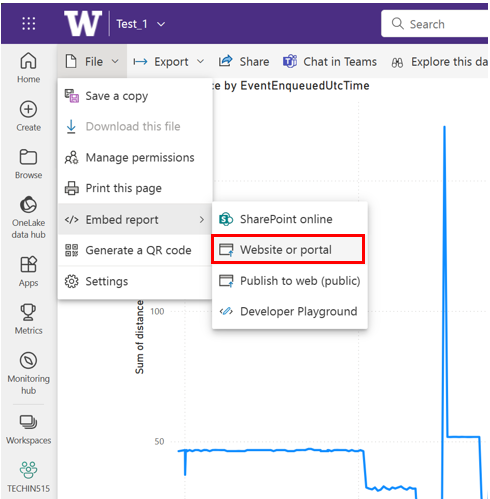 W
Test_1
Search
File
Export
Share
Chat in Teams
Explore this da
Home
Create
Browse
OneLake
data hub
Apps
Metrics
Monitoring
hub
Workspaces
TECHIN515
Save a copy
Download this file
Manage permissions
Print this page
Embed report
Generate a QR code
Settings
SharePoint online
Website or portal
Publish to web (public)
Developer Playground
ce by EventEnqueuedUtcTime
Sum of distance
100
50